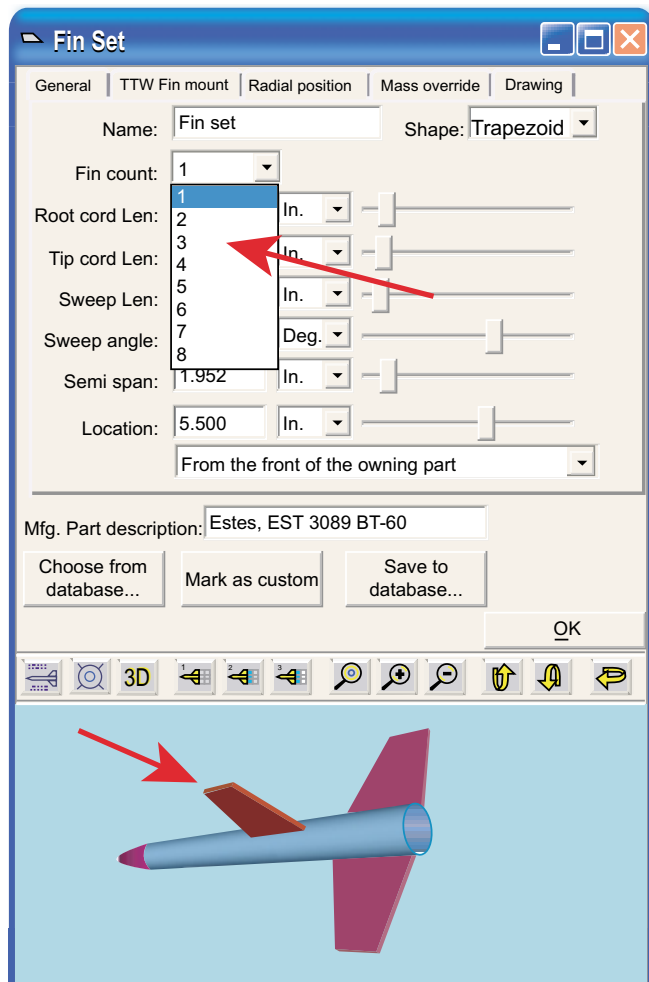 Fin Set
General TTW Fin mount Radial position Mass override Drawing
Name: Fin set Shape: Trapezoid
Fin count: 1
1
2
3
4
5
6
7
8
Root cord Len: In.
Tip cord Len: In.
Sweep Len: In.
Sweep angle: Deg.
Semi span: 1.952 In.
Location: 5.500 In.
From the front of the owning part
Mfg. Part description: Estes, EST 3089 BT-60
Choose from
database...
Mark as custom
Save to
database...
OK
3D 1 2 3